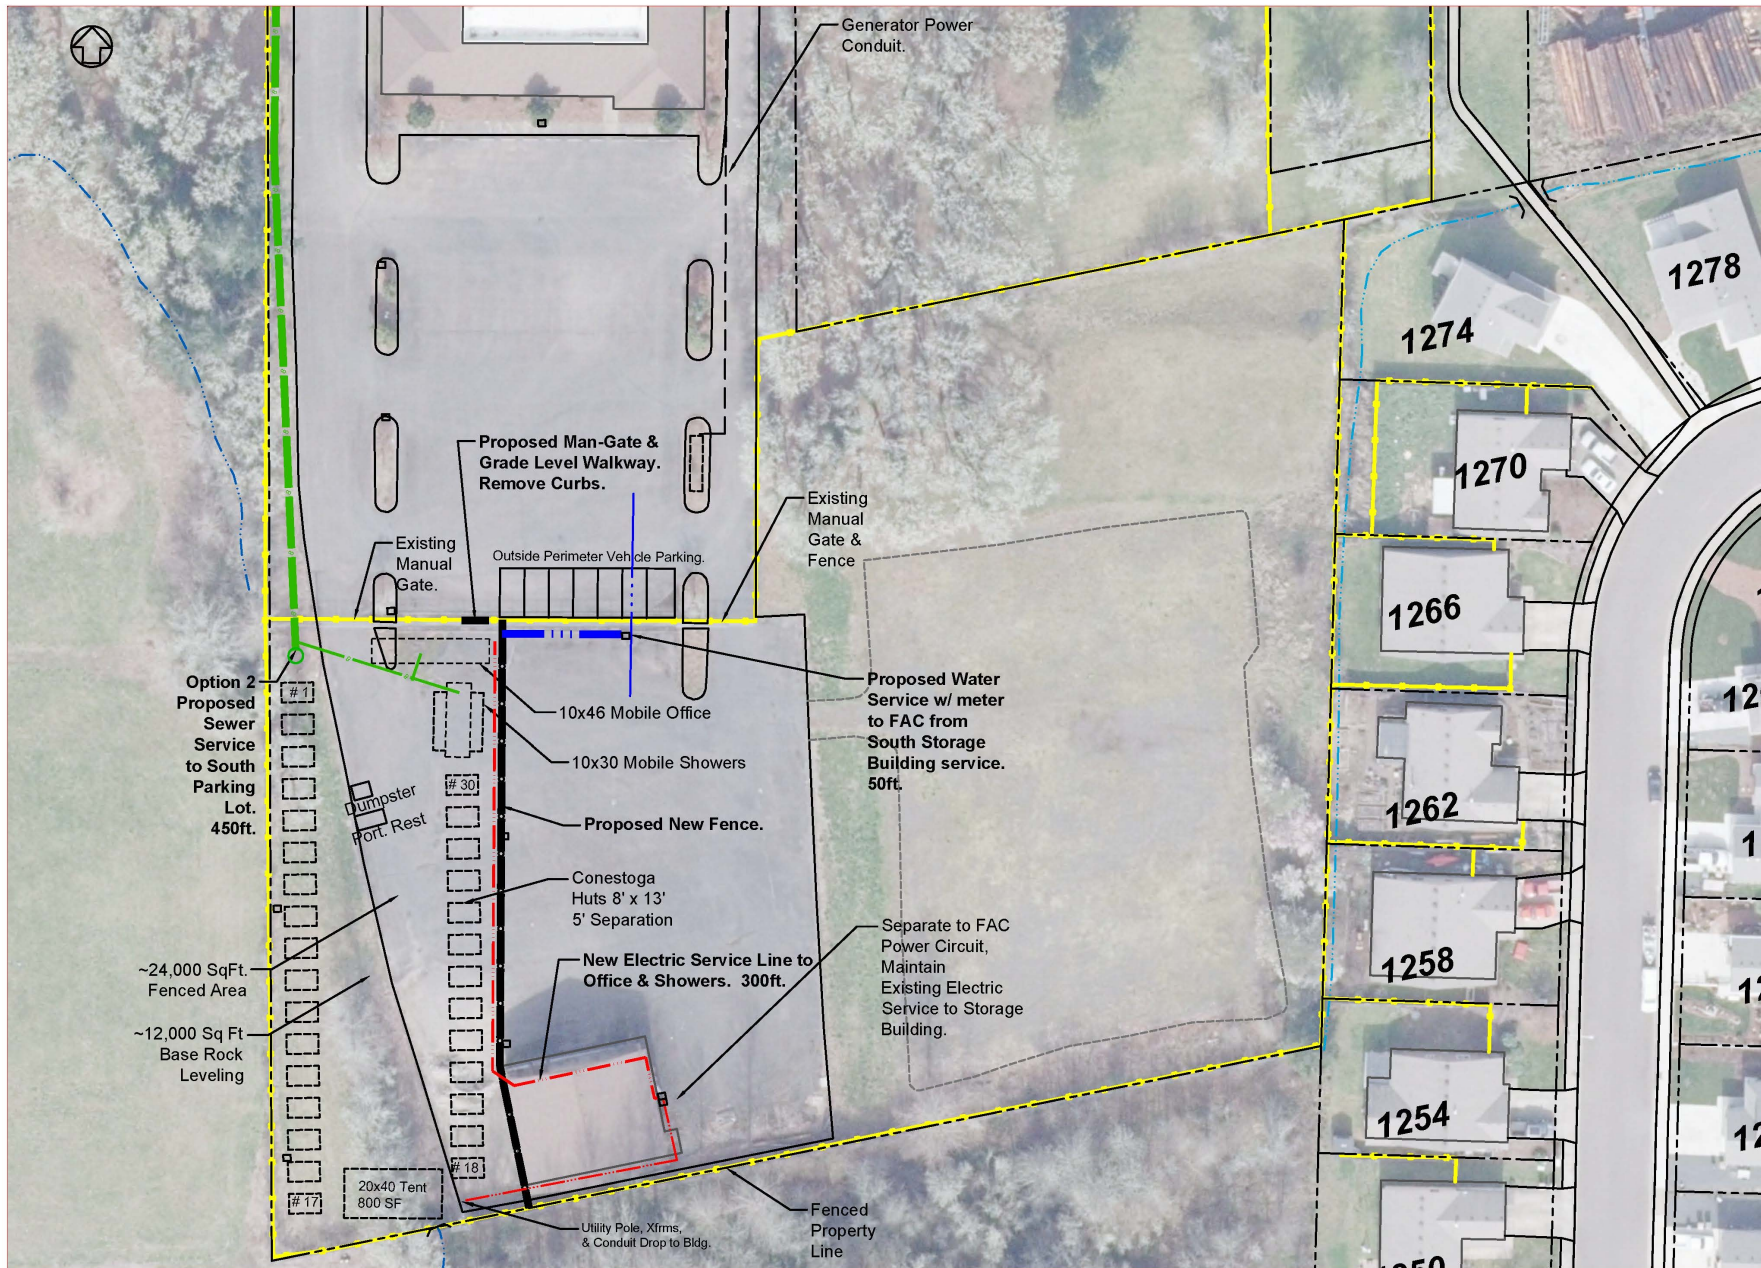 Generator Power
Conduit.
1278
1274
Proposed Man-Gate &
Grade Level Walkway.
Remove Curbs.
1270
Existing
Manual
Gate &
Fence
Existing
Manual
Gate.
Outside Perimeter Vehicle Parking.
1266
Option 2
Proposed
Sewer
Service
to South
Parking
Lot.
450ft.
# 1
10x46 Mobile Office
Proposed Water
Service w/ meter
to FAC from
South Storage
Building service.
50ft.
10x30 Mobile Showers
# 30
Dumpster
Port. Rest
Proposed New Fence.
1262
Conestoga
Huts 8' x 13'
5' Separation
Separate to FAC
Power Circuit,
Maintain
Existing Electric
Service to Storage
Building.
New Electric Service Line to
Office & Showers.  300ft.
1258
~24,000 SqFt.
Fenced Area
~12,000 Sq Ft
Base Rock
Leveling
1254
# 18
20x40 Tent
800 SF
# 17
Utility Pole, Xfrms,
& Conduit Drop to Bldg.
Fenced
Property
Line